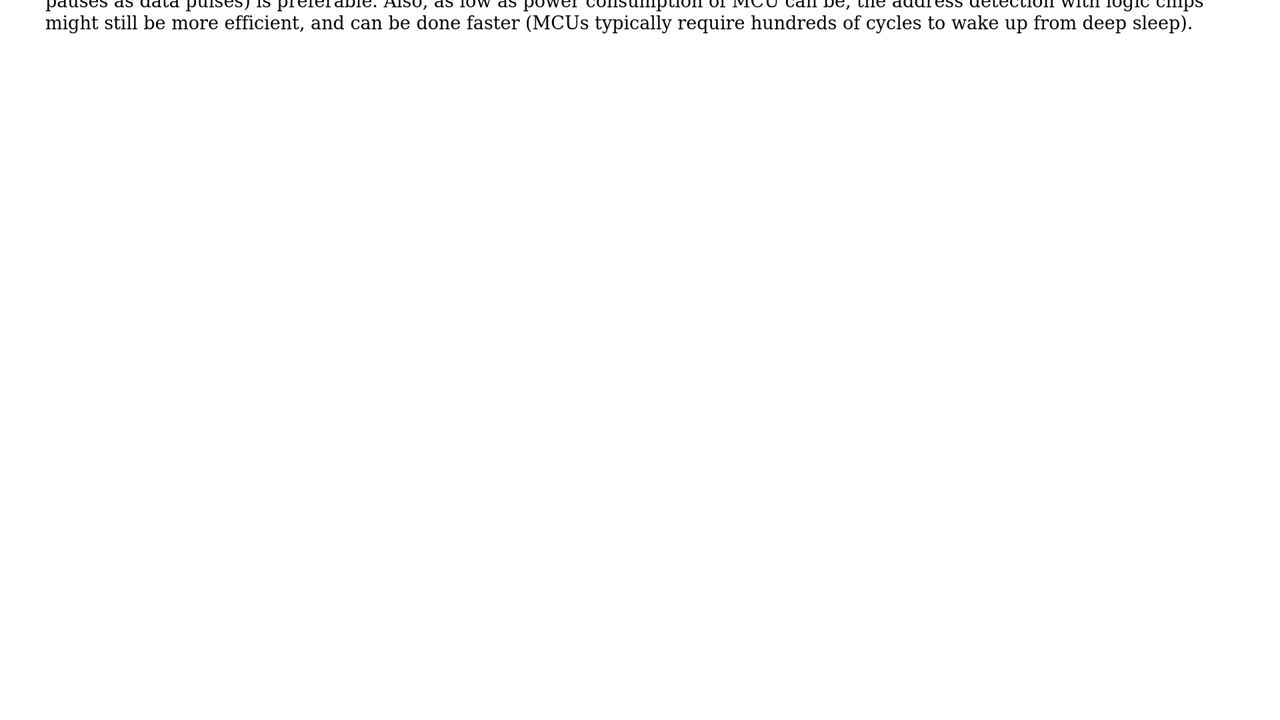 pauses as data pulses) is preferable. Also, as low as power consumption of MCU can be, the address detection with logic chips
might still be more efficient, and can be done faster (MCUs typically require hundreds of cycles to wake up from deep sleep).